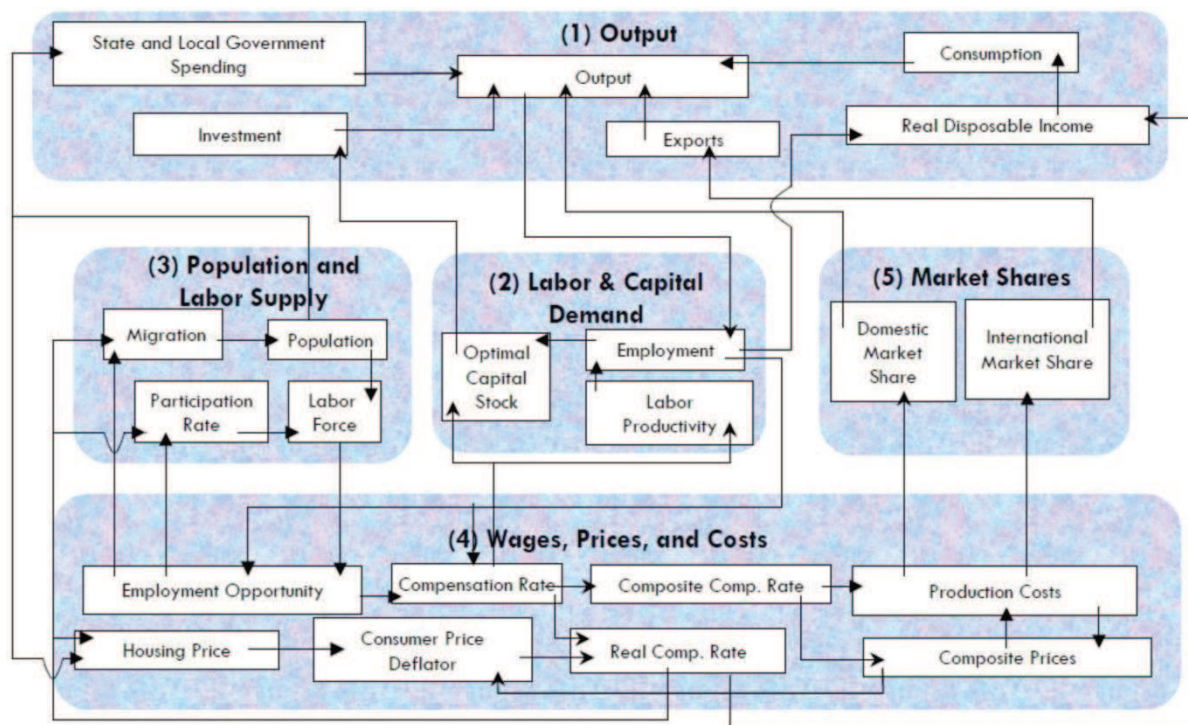 (1) Output
State and Local Government
Spending
Output
Consumption
Investment
Exports
Real Disposable Income
(3) Population and
Labor Supply
Migration
Population
Participation
Rate
Labor
Force
(2) Labor & Capital
Demand
Optimal
Capital
Stock
Employment
Labor
Productivity
(5) Market Shares
Domestic
Market
Share
International
Market Share
(4) Wages, Prices, and Costs
Employment Opportunity
Compensation Rate
Composite Comp. Rate
Production Costs
Housing Price
Consumer Price
Deflator
Real Comp. Rate
Composite Prices